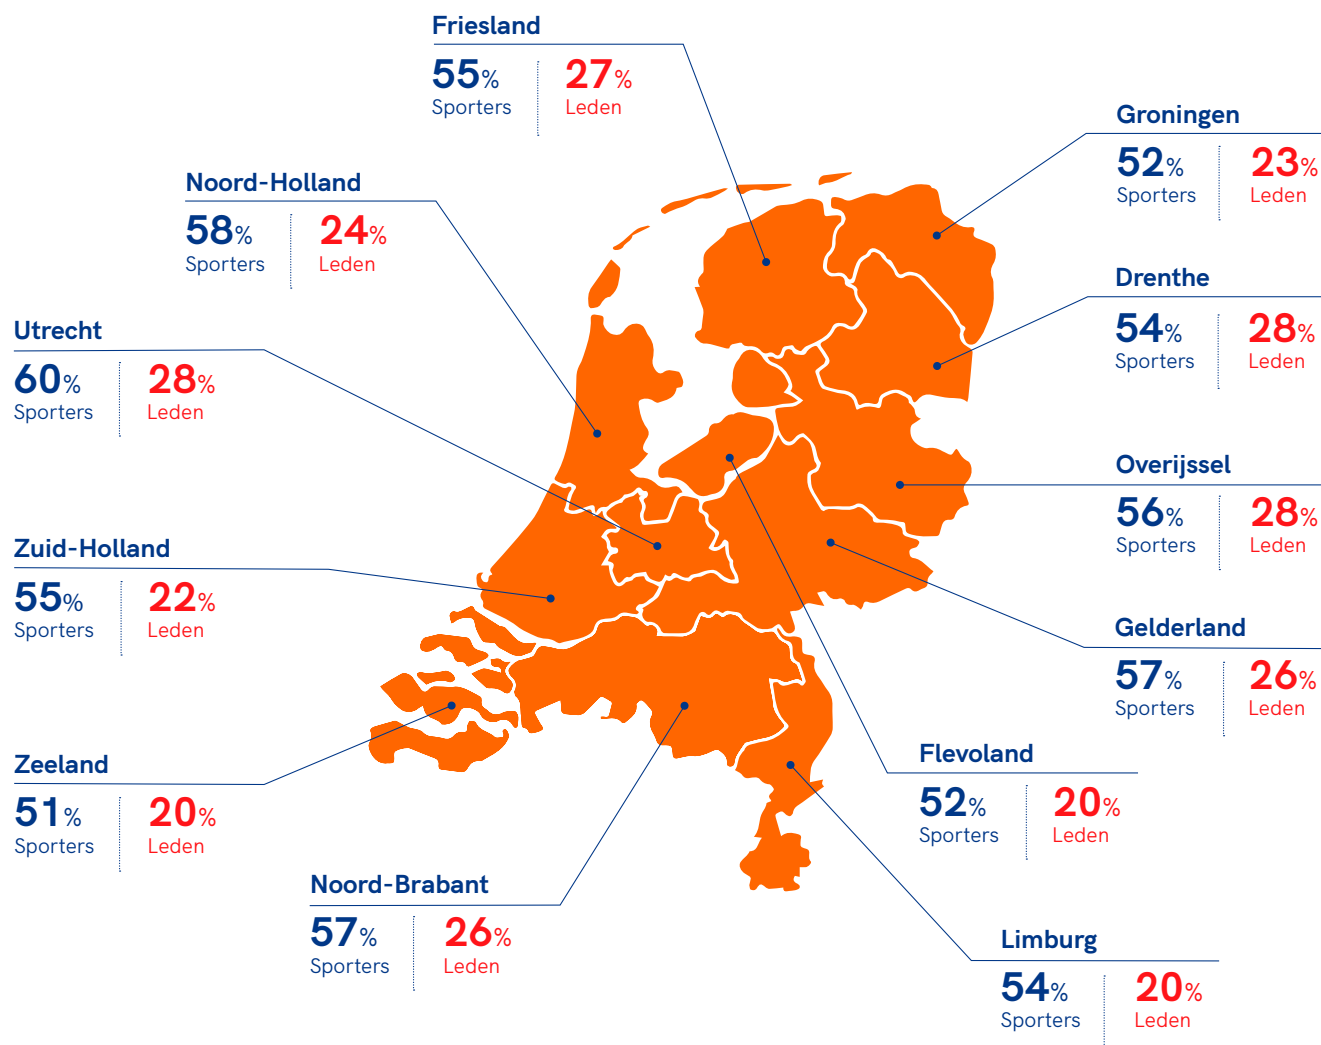 Friesland
55% 27%
Sporters Leden
Groningen
52% 23%
Sporters Leden
Noord-Holland
58% 24%
Sporters Leden
Drenthe
54% 28%
Sporters Leden
Utrecht
60% 28%
Sporters Leden
Overijssel
56% 28%
Sporters Leden
Zuid-Holland
55% 22%
Sporters Leden
Gelderland
57% 26%
Sporters Leden
Flevoland
52% 20%
Sporters Leden
Zeeland
51% 20%
Sporters Leden
Noord-Brabant
57% 26%
Sporters Leden
Limburg
54% 20%
Sporters Leden